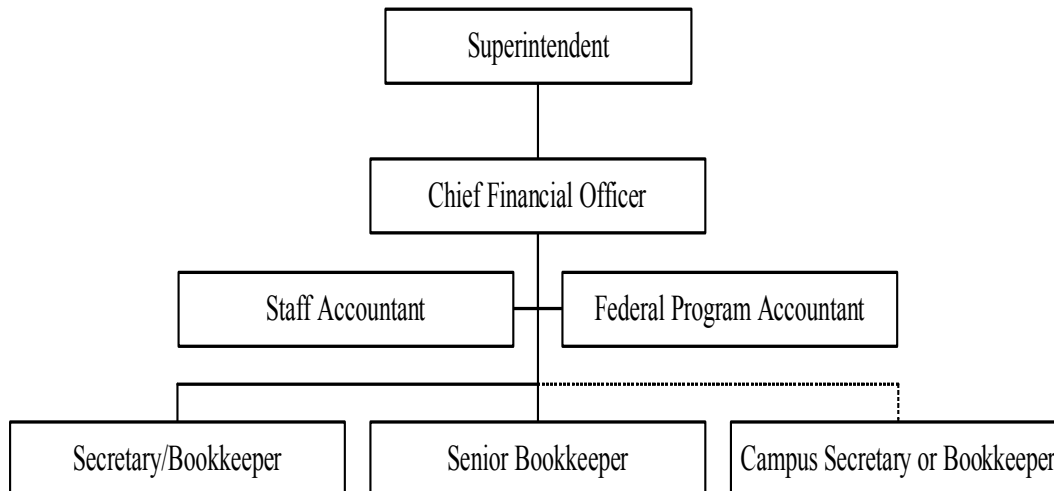 Superintendent
Chief Financial Officer
Staff Accountant
Federal Program Accountant
Secretary/Bookkeeper
Senior Bookkeeper
Campus Secretary or Bookkeeper